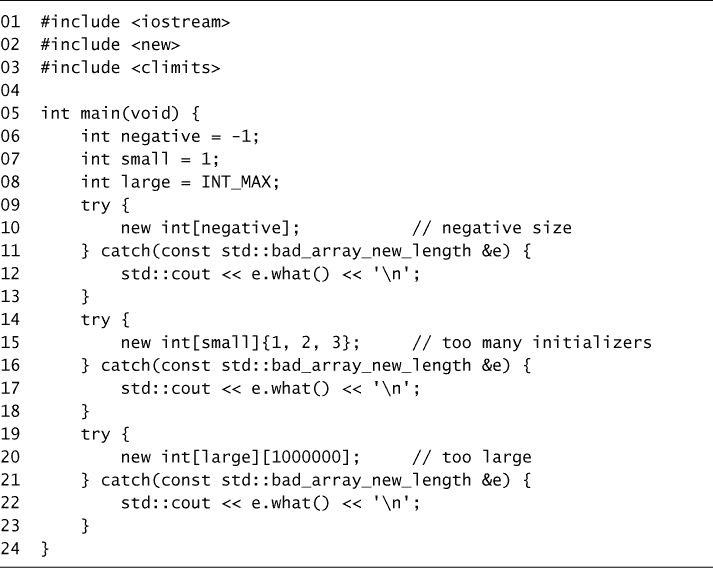 01 #include <iostream>
02 #include <new>
03 #include <climits>
04
05 int main(void) {
06     int negative = -1;
07     int small = 1;
08     int large = INT_MAX;
09     try {
10         new int[negative];           // negative size
11     } catch(const std::bad_array_new_length &e) {
12         std::cout << e.what() << '\n';
13     }
14     try {
15         new int[small]{1, 2, 3};     // too many initializers
16     } catch(const std::bad_array_new_length &e) {
17         std::cout << e.what() << '\n';
18     }
19     try {
20         new int[large][1000000];     // too large
21     } catch(const std::bad_array_new_length &e) {
22         std::cout << e.what() << '\n';
23     }
24 }